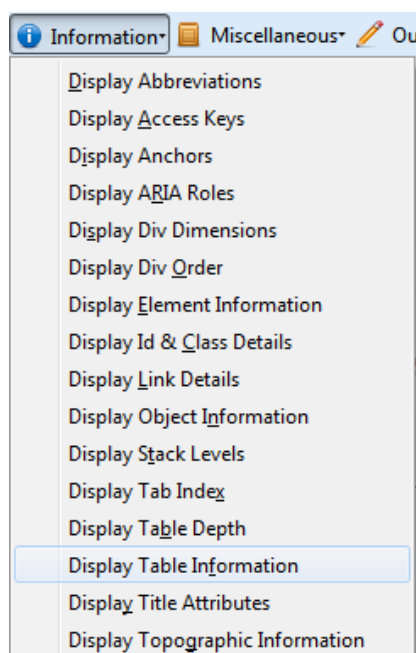 Information Miscellaneous Ou
Display Abbreviations
Display Access Keys
Display Anchors
Display ARIA Roles
Display Div Dimensions
Display Div Order
Display Element Information
Display Id & Class Details
Display Link Details
Display Object Information
Display Stack Levels
Display Tab Index
Display Table Depth
Display Table Information
Display Title Attributes
Display Topographic Information